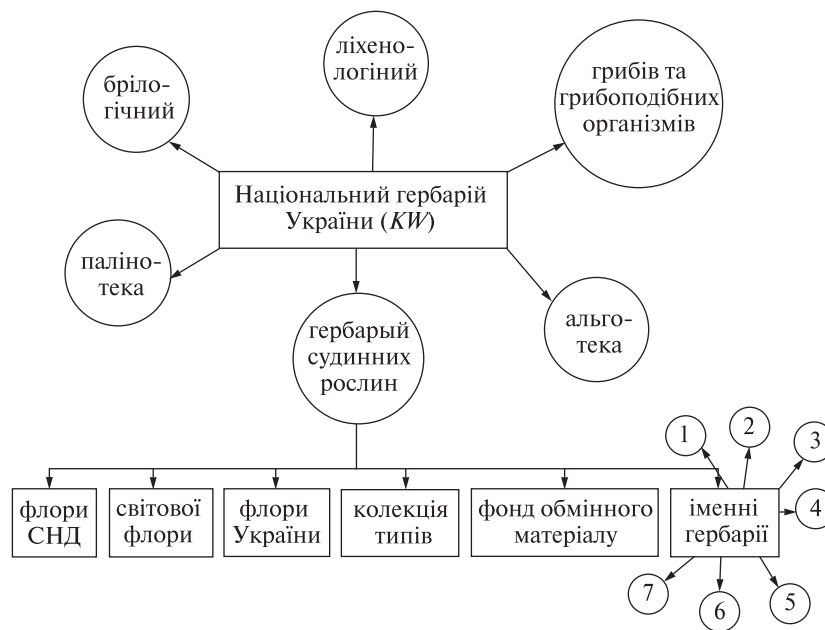 ліхено-
логіний
бріло-
гічний
грибів та
грибоподібних
організмів
Національний гербарій
України (KW)
паліно-
тека
гербарый
судинних
рослин
альго-
тека
1
2
3
4
5
6
7
флори
СНД
світової
флори
флори
України
колекція
типів
фонд обмінного
матеріалу
іменні
гербарії